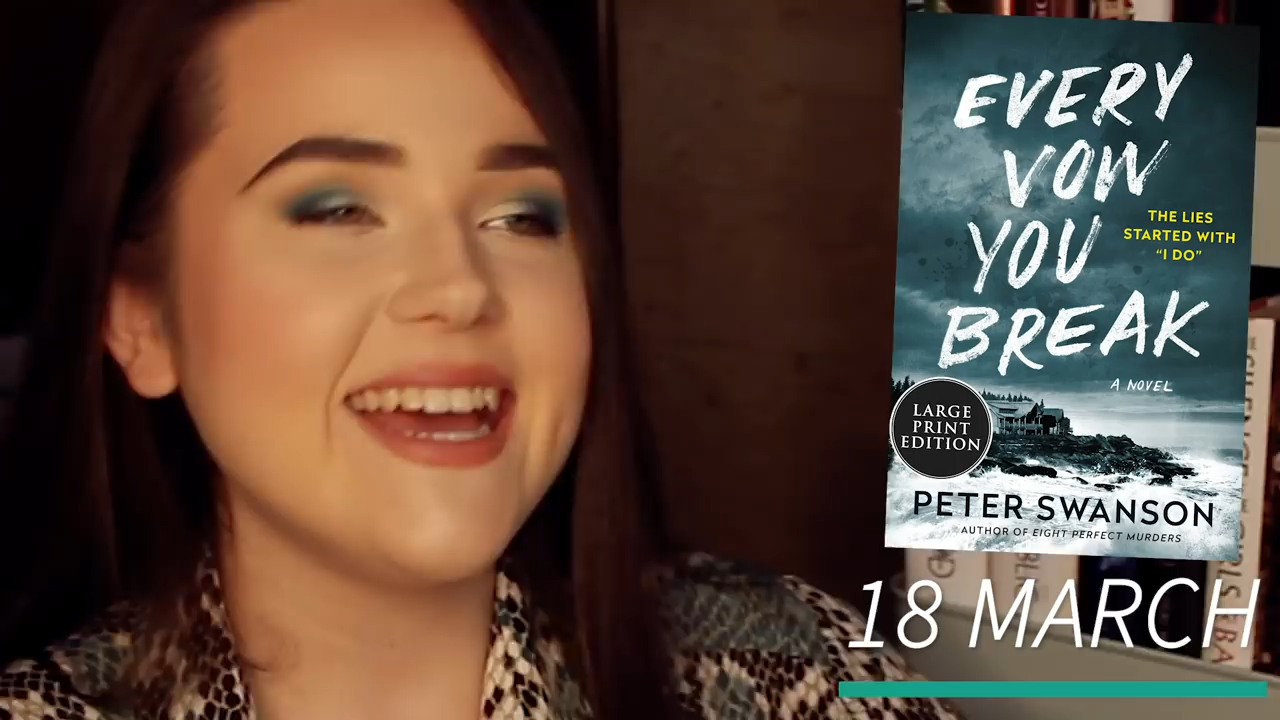 EVERY
VOW
YOU
BREAK
THE LIES
STARTED WITH
“I DO”
A NOVEL
LARGE
PRINT
EDITION
PETER SWANSON
AUTHOR OF EIGHT PERFECT MURDERS
18 MARCH